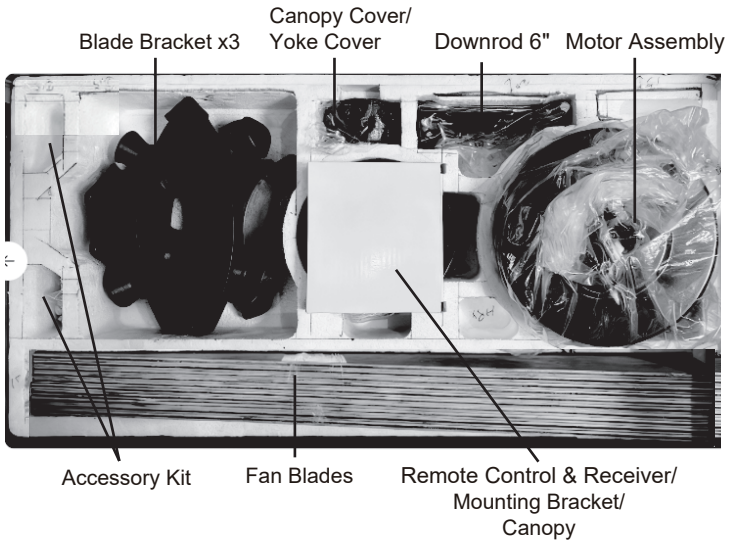 Canopy Cover/
Blade Bracket x3
Yoke Cover
Downrod 6"
Motor Assembly
Accessory Kit
Fan Blades
Remote Control & Receiver/
Mounting Bracket/
Canopy